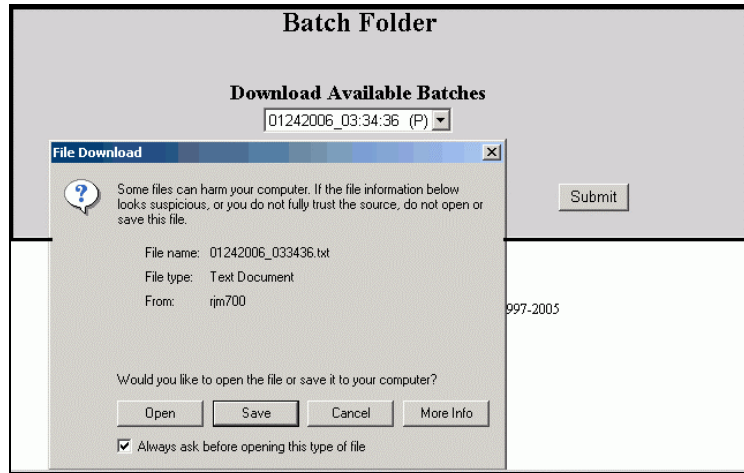 Batch Folder
Download Available Batches
01242006_03:34:36 (P)
File Download
Some files can harm your computer. If the file information below
looks suspicious, or you do not fully trust the source, do not open or
save this file.
Submit
File name: 01242006_033436.txt
File type: Text Document
From: rjm700
997-2005
Would you like to open the file or save it to your computer?
Open Save Cancel More Info
Always ask before opening this type of file